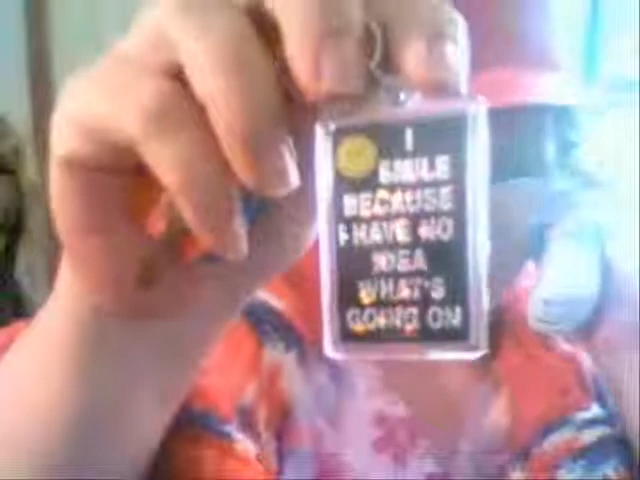 I
SMILE
BECAUSE
I HAVE NO
IDEA
WHAT'S
GOING ON